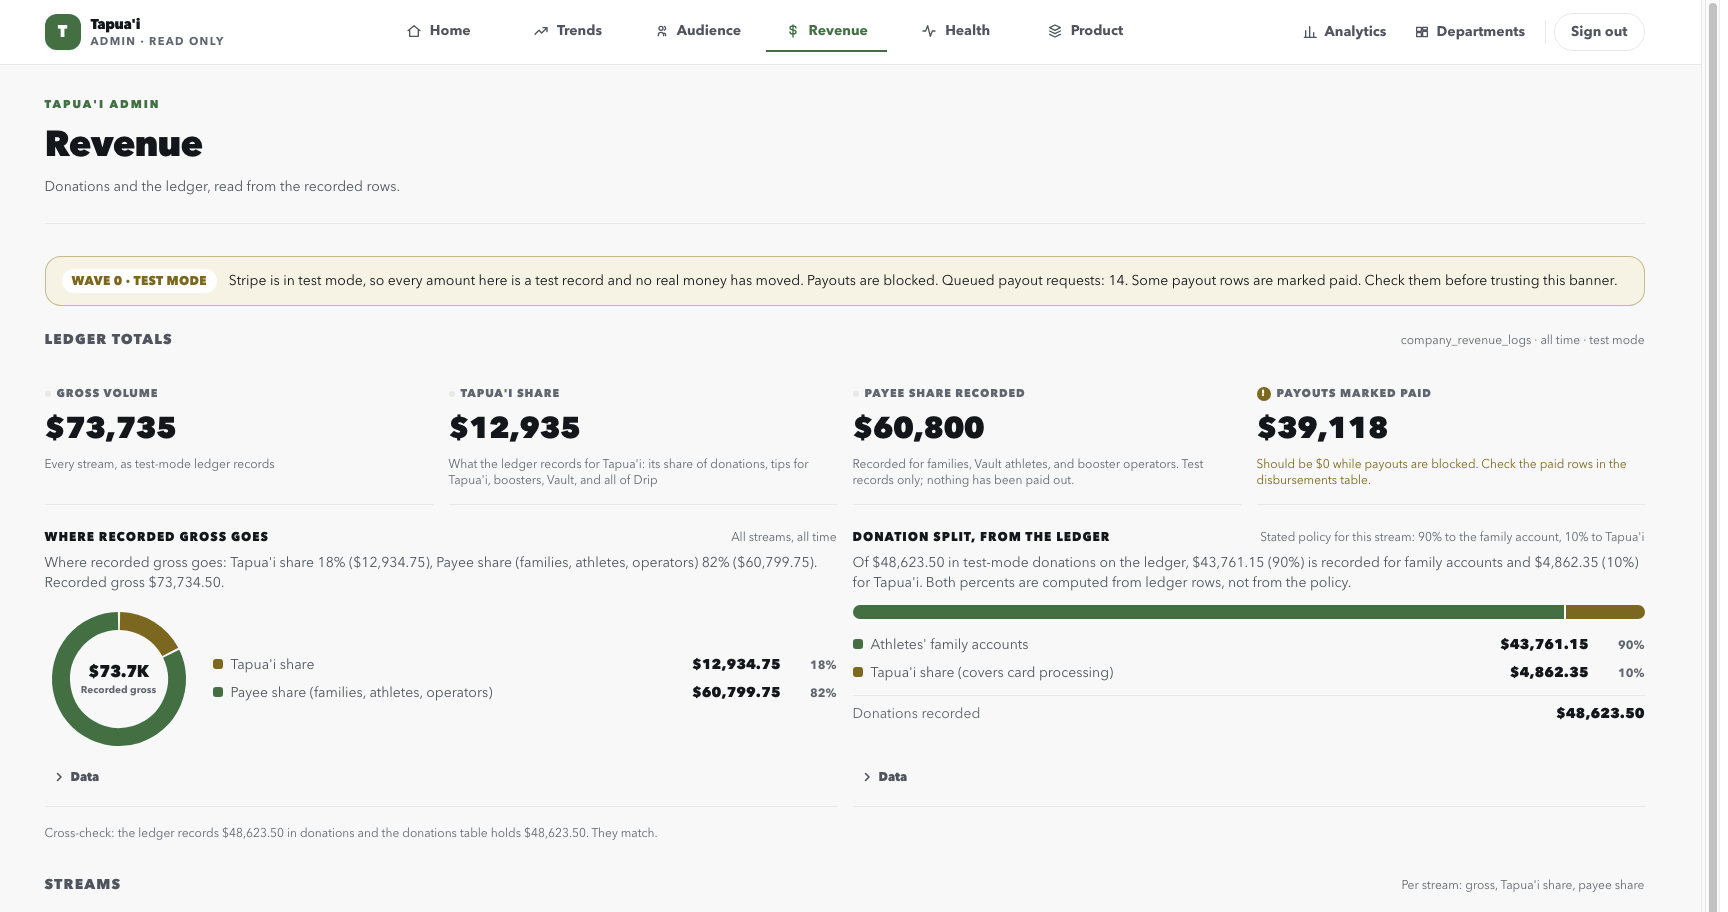 T
Tapua'i
ADMIN · READ ONLY
Home
Trends
Audience
$ Revenue
Health
Product
Analytics
Departments
Sign out
TAPUA'I ADMIN
Revenue
Donations and the ledger, read from the recorded rows.
WAVE 0 · TEST MODE
Stripe is in test mode, so every amount here is a test record and no real money has moved. Payouts are blocked. Queued payout requests: 14. Some payout rows are marked paid. Check them before trusting this banner.
LEDGER TOTALS
company_revenue_logs · all time · test mode
GROSS VOLUME
$73,735
Every stream, as test-mode ledger records
TAPUA'I SHARE
$12,935
What the ledger records for Tapua'i: its share of donations, tips for
Tapua'i, boosters, Vault, and all of Drip
PAYEE SHARE RECORDED
$60,800
Recorded for families, Vault athletes, and booster operators. Test
records only; nothing has been paid out.
! PAYOUTS MARKED PAID
$39,118
Should be $0 while payouts are blocked. Check the paid rows in the
disbursements table.
WHERE RECORDED GROSS GOES
All streams, all time
Where recorded gross goes: Tapua'i share 18% ($12,934.75), Payee share (families, athletes, operators) 82% ($60,799.75).
Recorded gross $73,734.50.
$73.7K
Recorded gross
Tapua'i share $12,934.75 18%
Payee share (families, athletes, operators) $60,799.75 82%
Data
DONATION SPLIT, FROM THE LEDGER
Stated policy for this stream: 90% to the family account, 10% to Tapua'i
Of $48,623.50 in test-mode donations on the ledger, $43,761.15 (90%) is recorded for family accounts and $4,862.35 (10%)
for Tapua'i. Both percents are computed from ledger rows, not from the policy.
Athletes' family accounts $43,761.15 90%
Tapua'i share (covers card processing) $4,862.35 10%
Donations recorded $48,623.50
Data
Cross-check: the ledger records $48,623.50 in donations and the donations table holds $48,623.50. They match.
STREAMS
Per stream: gross, Tapua'i share, payee share